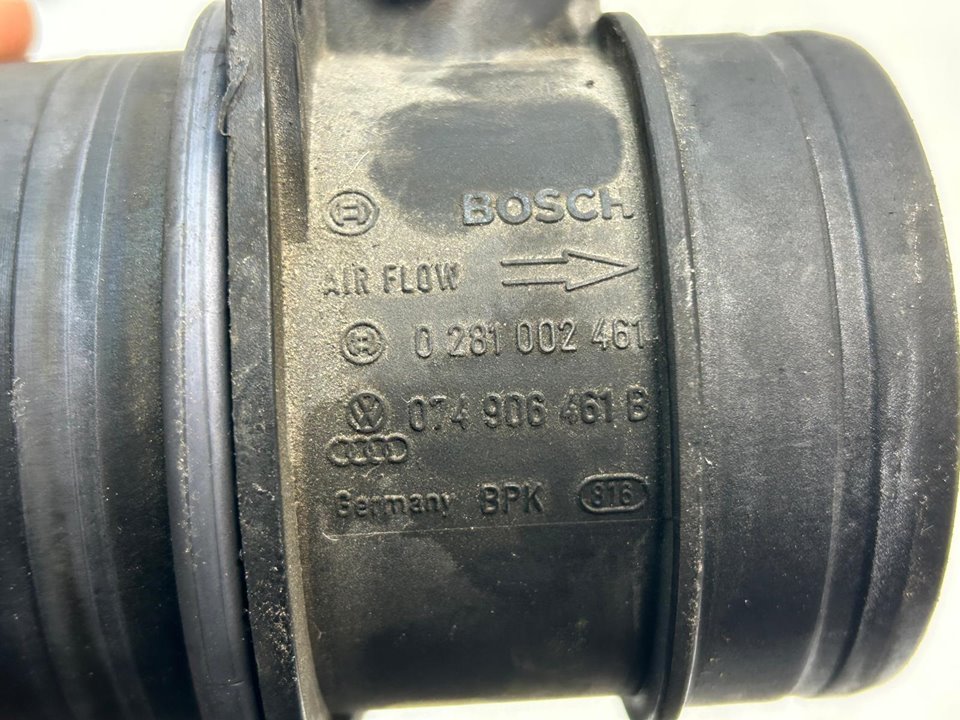 BOSCH
AIR FLOW
0 281 002 461
074 906 461 B
Germany BPK 816